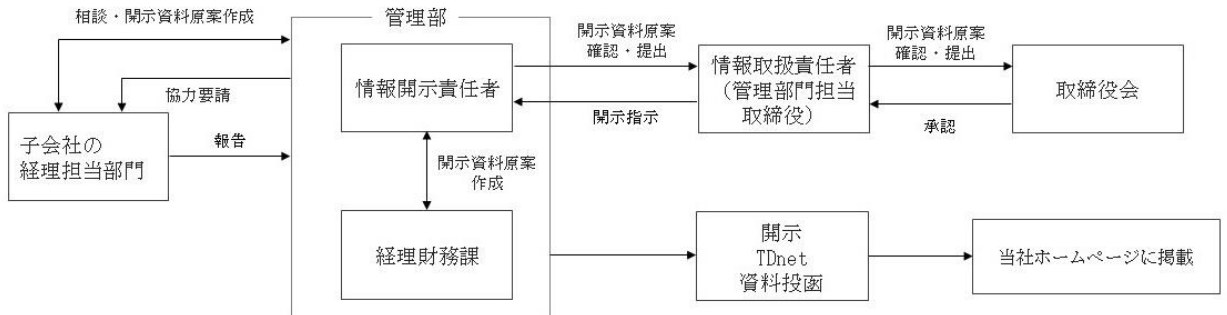 相談・開示資料原案作成
協力要請
子会社の
経理担当部門
報告
管理部
情報開示責任者
開示資料原案
作成
経理財務課
開示資料原案
確認・提出
開示指示
情報取扱責任者
（管理部門担当
取締役）
開示資料原案
確認・提出
承認
取締役会
開示
TDnet
資料投函
当社ホームページに掲載